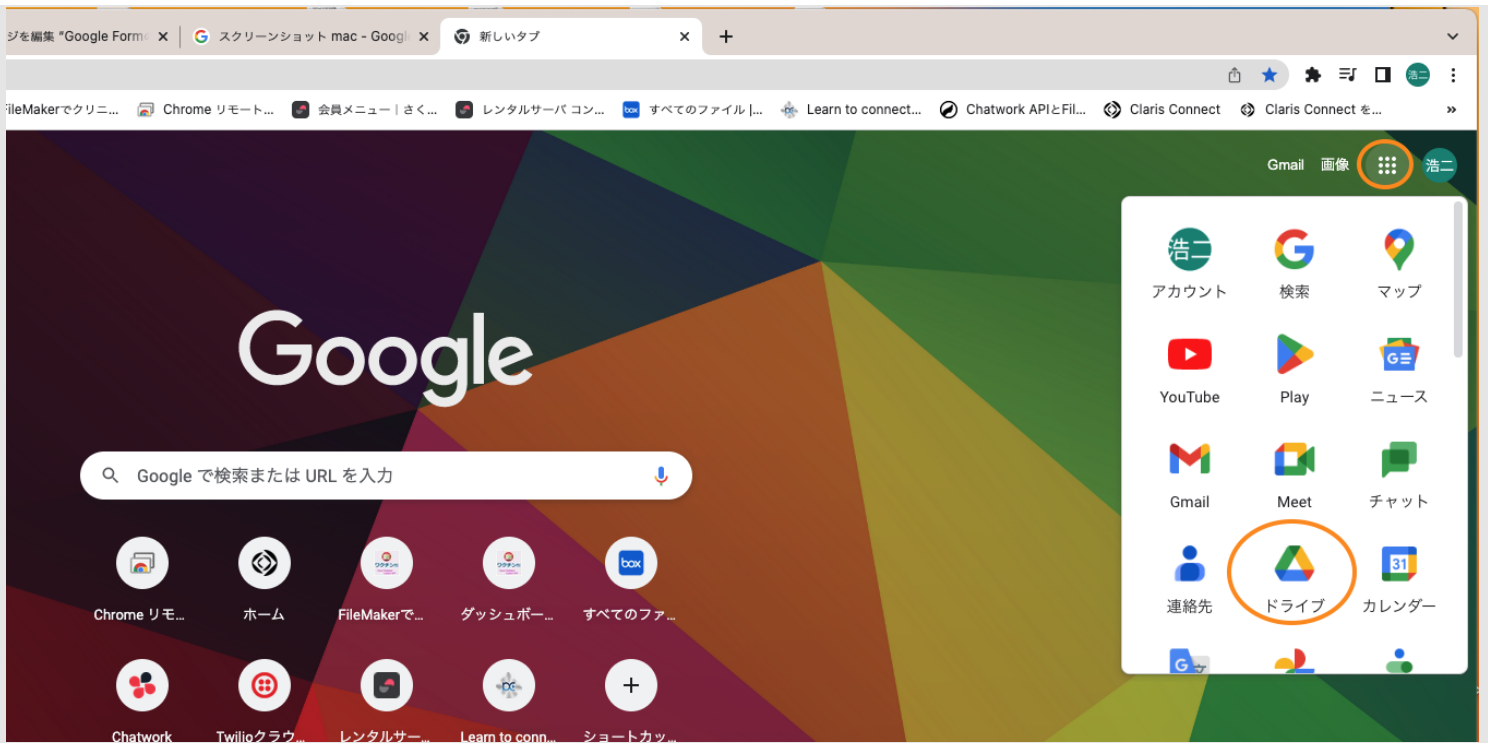 ジを編集 "Google Form
スクリーンショット mac - Googl
新しいタブ
浩二
FileMakerでクリニ...
Chrome リモート...
会員メニュー | さく...
レンタルサーバ コン...
box
すべてのファイル |...
Learn to connect...
Chatwork APIとFil...
Claris Connect
Claris Connect を...
Gmail
画像
浩二
浩二
アカウント
検索
マップ
YouTube
Play
ニュース
Gmail
Meet
チャット
31
連絡先
ドライブ
カレンダー
Google
Google で検索または URL を入力
box
Chrome リモ...
ホーム
FileMakerで...
ダッシュボー...
すべてのファ...
Chatwork
Twilioクラウ...
レンタルサー...
Learn to conn...
ショートカッ...